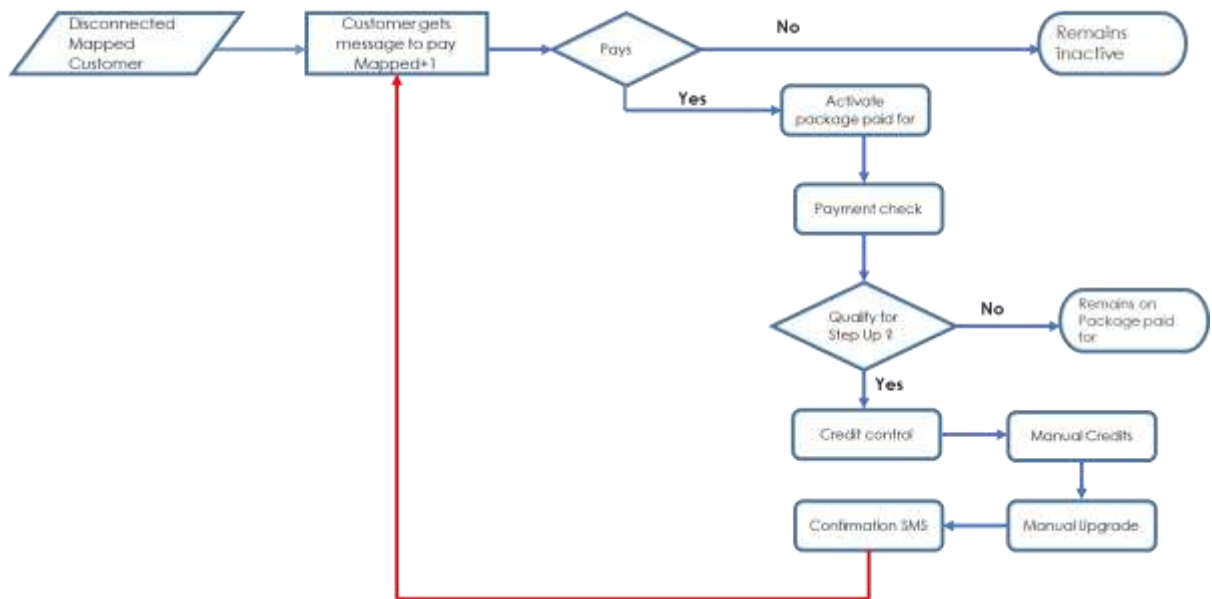 Disconnected
Mapped
Customer
Customer gets
message to pay
Mapped+1
Pays
No
Remains
inactive
Yes
Activate
package paid for
Payment check
Qualify for
Step Up ?
No
Remains on
Package paid
for
Yes
Credit control
Manual Credits
Confirmation SMS
Manual Upgrade